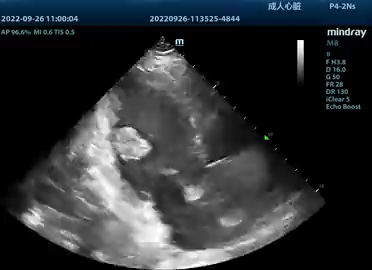 成人心脏
P4-2Ns
2022-09-26 11:00:04
20220926-113525-4844
AP 96.6% MI 0.6 TIS 0.5
m
mindray
M8
B
F H3.8
D 16.0
G 50
FR 28
DR 130
iClear 5
Echo Boost